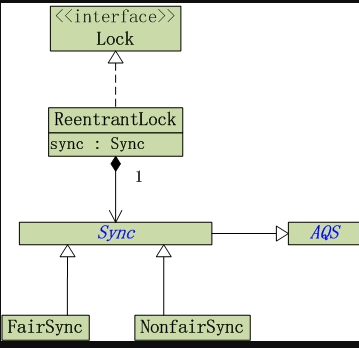 <<interface>>
Lock
ReentrantLock
sync : Sync
1
Sync
AQS
FairSync
NonfairSync